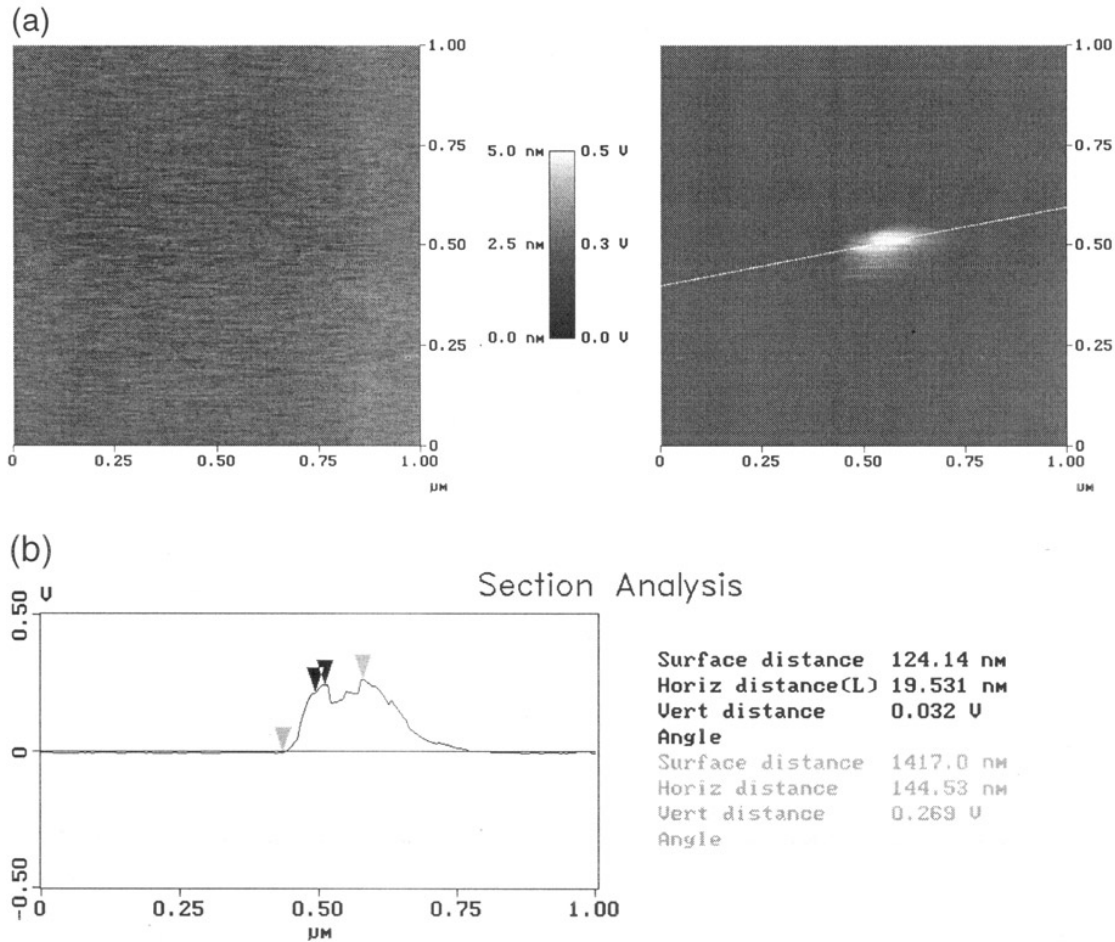 (a)
1.00
0.75
0.50
0.25
0
0 0.25 0.50 0.75 1.00
μM
5.0 nM 0.5 V
2.5 nM 0.3 V
0.0 nM 0.0 V
1.00
0.75
0.50
0.25
0
0 0.25 0.50 0.75 1.00
μM
(b)
Section Analysis
V
0.50
0
-0.50
0 0.25 0.50 0.75 1.00
μM
Surface distance 124.14 nM
Horiz distance(L) 19.531 nM
Vert distance 0.032 V
Angle
Surface distance 1417.0 nM
Horiz distance 144.53 nM
Vert distance 0.269 V
Angle